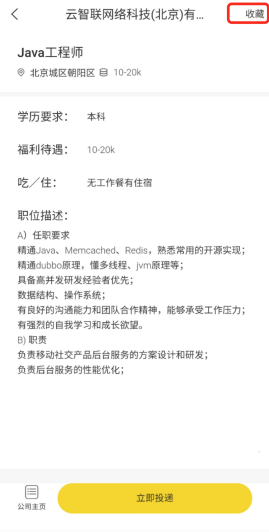 云智联网络科技(北京)有... 收藏
Java工程师
北京城区朝阳区 10-20k
学历要求： 本科
福利待遇： 10-20k
吃／住： 无工作餐有住宿
职位描述：
A）任职要求
精通Java、Memcached、Redis，熟悉常用的开源实现；
精通dubbo原理，懂多线程、jvm原理等；
具备高并发研发经验者优先；
数据结构、操作系统；
有良好的沟通能力和团队合作精神，能够承受工作压力；
有强烈的自我学习和成长欲望。
B) 职责
负责移动社交产品后台服务的方案设计和研发；
负责后台服务的性能优化；
公司主页 立即投递